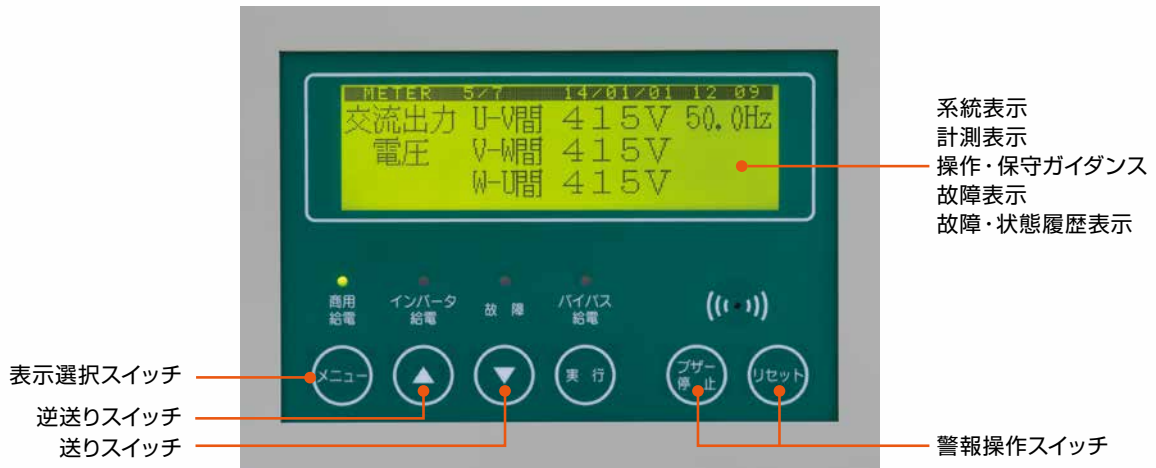 METER 5/7 14/01/01 12 09
交流出力 U-V間 415V 50.0Hz
電圧 V-W間 415V
W-U間 415V
系統表示
計測表示
操作・保守ガイダンス
故障表示
故障・状態履歴表示
商用
給電
インバータ
給電
故 障
バイパス
給電
メニュー
実 行
ブザー
停 止
リセット
表示選択スイッチ
逆送りスイッチ
送りスイッチ
警報操作スイッチ